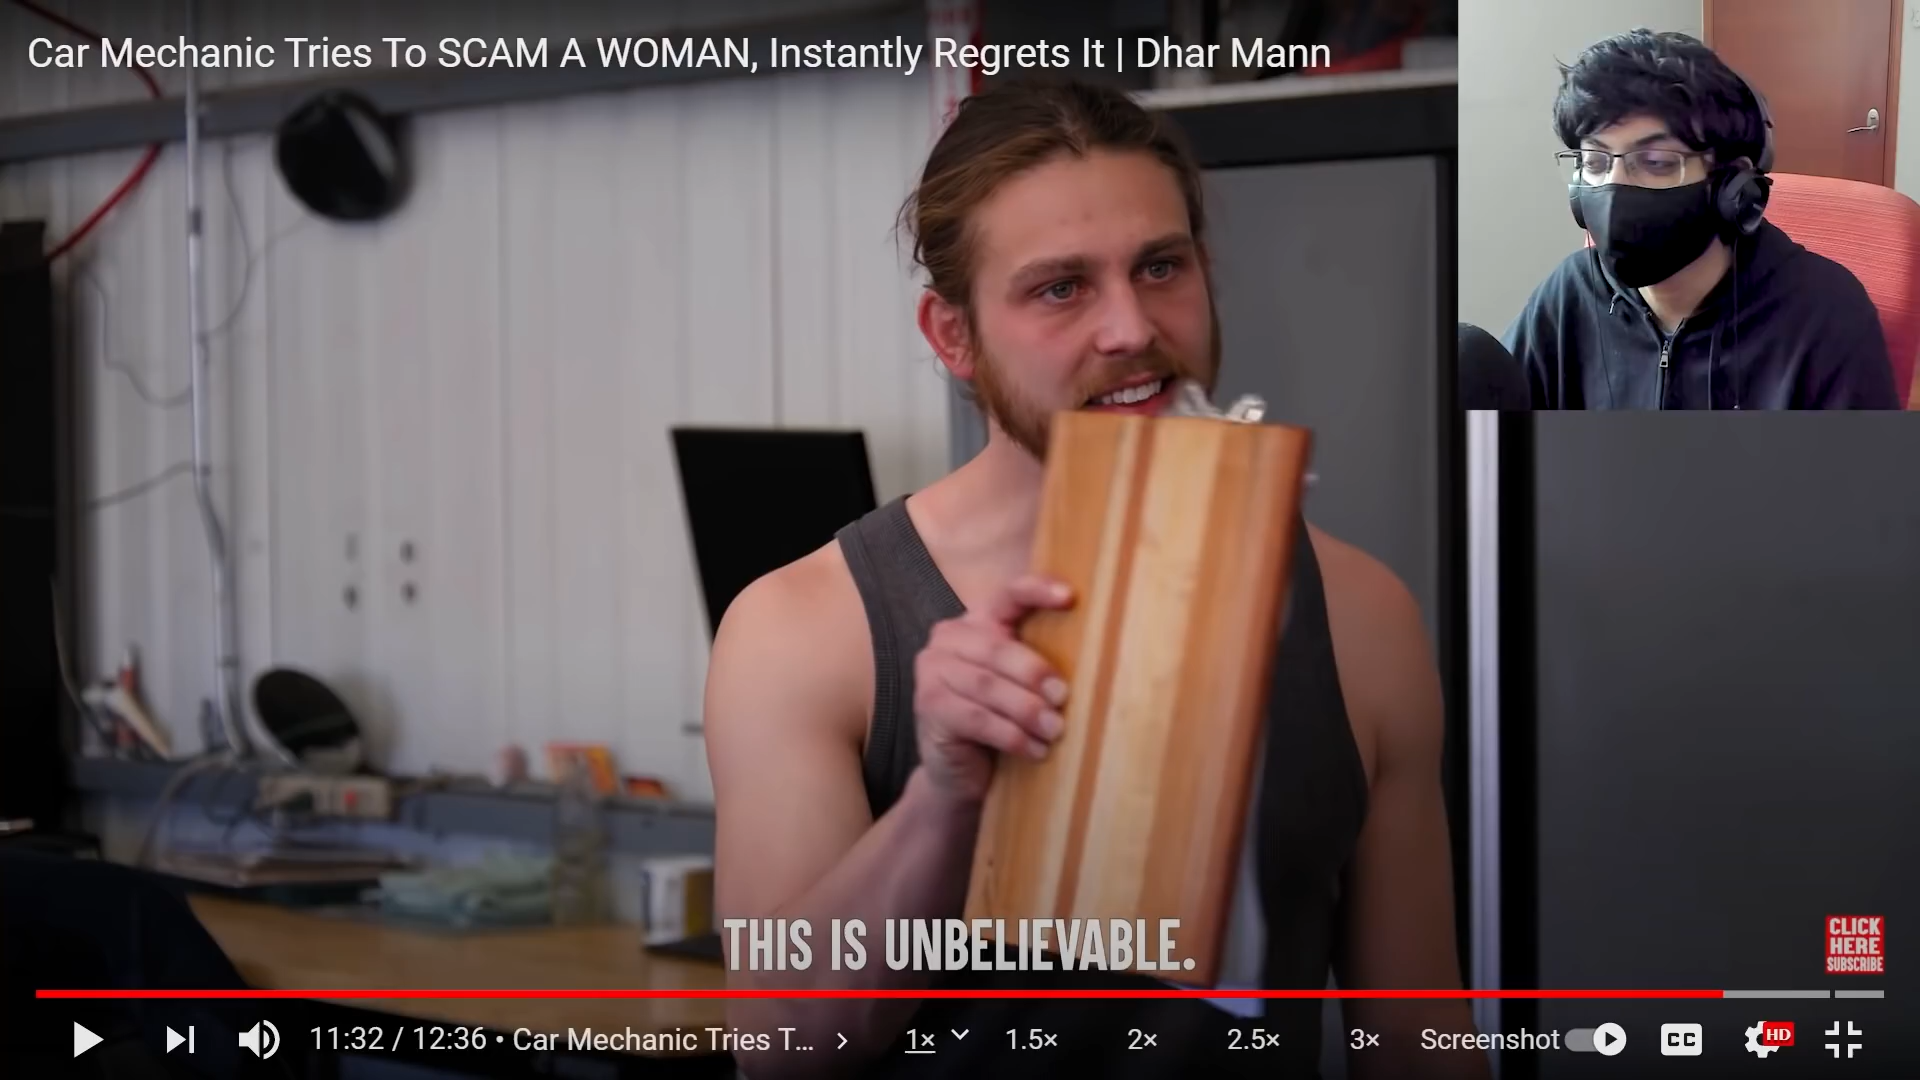 Car Mechanic Tries To SCAM A WOMAN, Instantly Regrets It | Dhar Mann
THIS IS UNBELIEVABLE.
CLICK
HERE
SUBSCRIBE
11:32 / 12:36 • Car Mechanic Tries T... 1× 1.5× 2× 2.5× 3× Screenshot CC HD